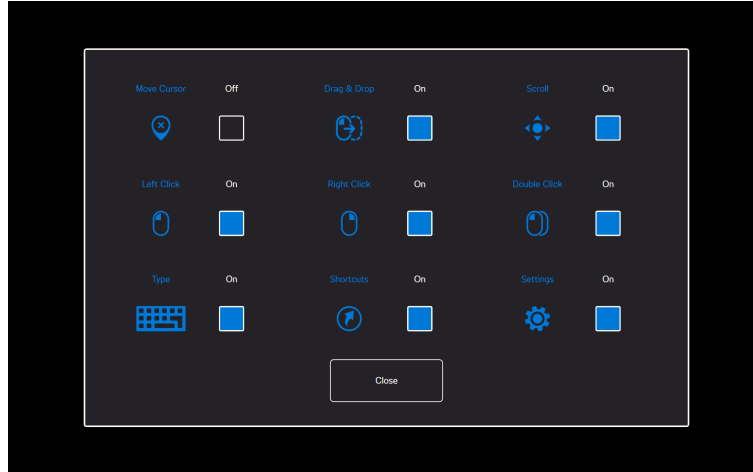 Move Cursor Off Drag & Drop On Scroll On
Left Click On Right Click On Double Click On
Type On Shortcuts On Settings On
Close